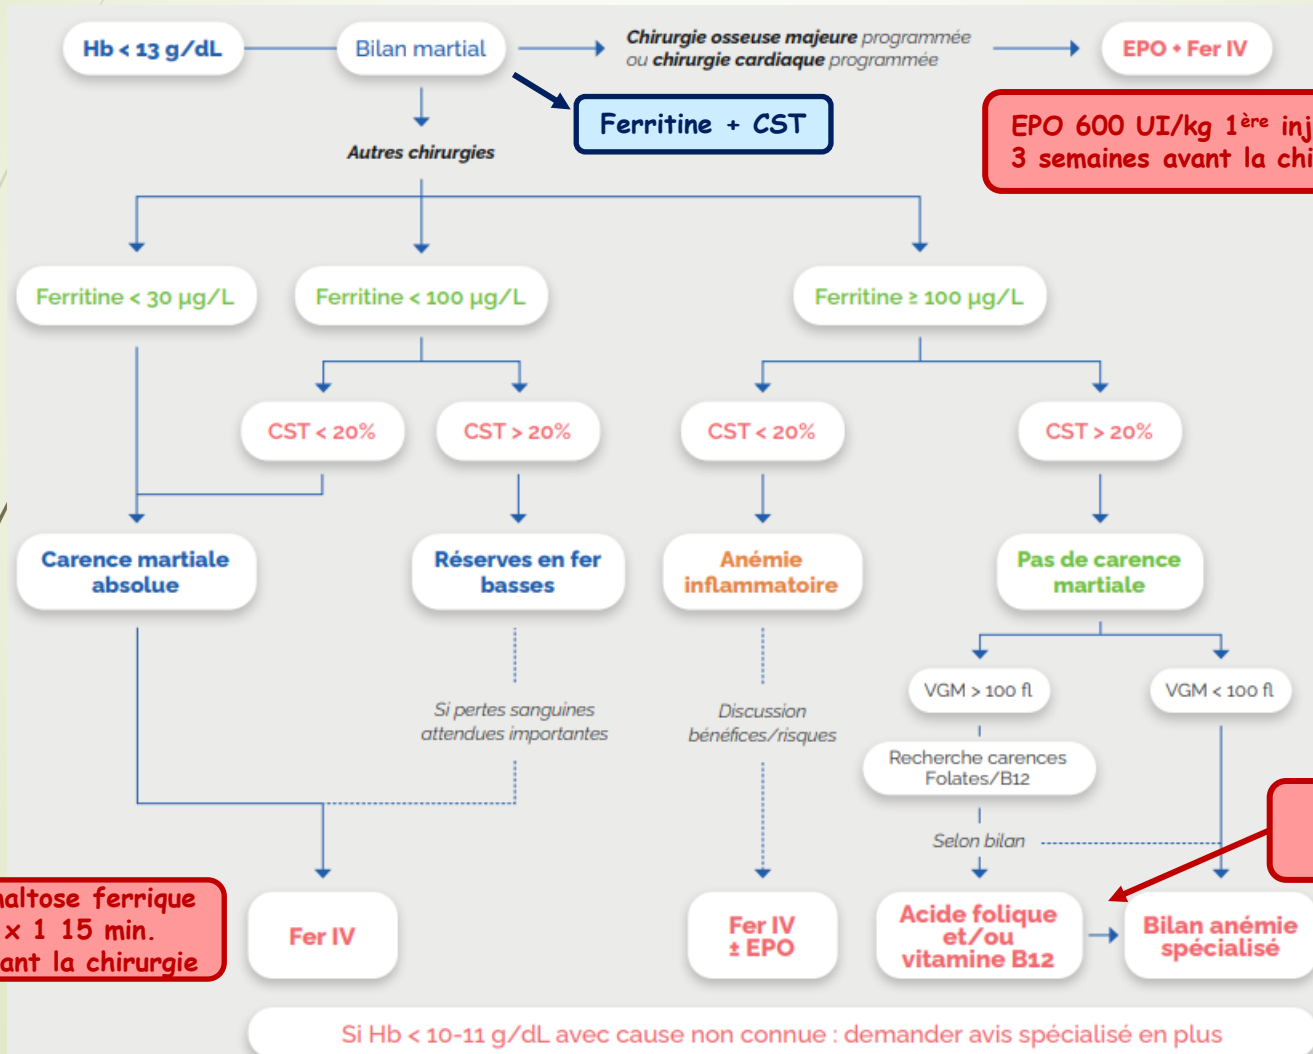 Hb < 13 g/dL
Bilan martial
Chirurgie osseuse majeure programmée
ou chirurgie cardiaque programmée
EPO + Fer IV
Ferritine + CST
EPO 600 UI/kg 1ère inj
3 semaines avant la chi
Autres chirurgies
Ferritine < 30 µg/L
Ferritine < 100 µg/L
Ferritine ≥ 100 µg/L
CST < 20%
CST > 20%
CST < 20%
CST > 20%
Carence martiale
absolue
Réserves en fer
basses
Anémie
inflammatoire
Pas de carence
martiale
Si pertes sanguines
attendues importantes
Discussion
bénéfices/risques
VGM > 100 fl
VGM < 100 fl
Recherche carences
Folates/B12
Selon bilan
maltose ferrique
x 1 15 min.
ant la chirurgie
Fer IV
Fer IV
± EPO
Acide folique
et/ou
vitamine B12
Bilan anémie
spécialisé
Si Hb < 10-11 g/dL avec cause non connue : demander avis spécialisé en plus